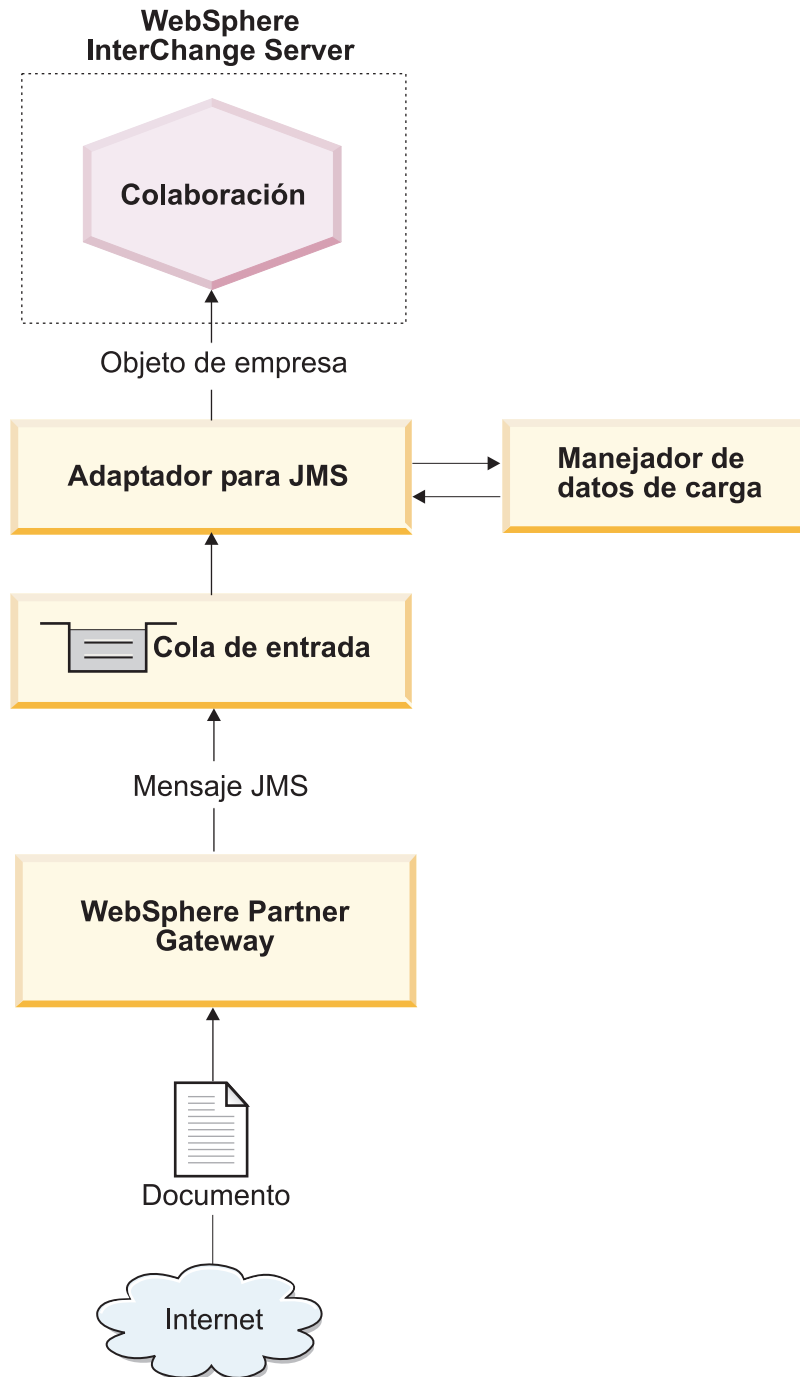 WebSphere
InterChange Server
Colaboración
Objeto de empresa
Adaptador para JMS
Manejador de
datos de carga
Cola de entrada
Mensaje JMS
WebSphere Partner
Gateway
Documento
Internet